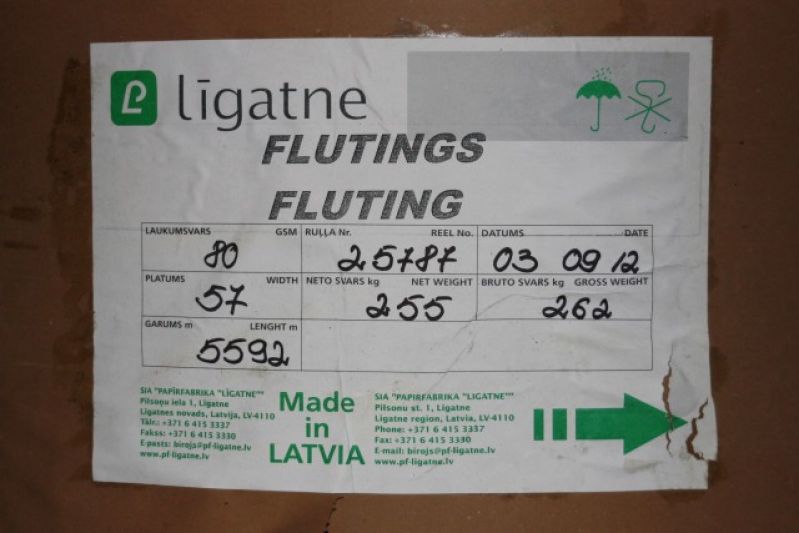 līgatne
FLUTINGS
FLUTING
LAUKUMSVARS GSM RUĻĻA Nr. REEL No. DATUMS DATE
80 25787 03 09 12
PLATUMS WIDTH NETO SVARS kg NET WEIGHT BRUTO SVARS kg GROSS WEIGHT
57 255 262
GARUMS m LENGHT m
5592
SIA "PAPĪRFABRIKA "LĪGATNE""
Pilsoņu iela 1, Līgatne
Līgatnes novads, Latvija, LV-4110
Tālr.: +371 6 415 3337
Fakss: +371 6 415 3330
E-pasts: birojs@pf-ligatne.lv
www.pf-ligatne.lv
Made
in
LATVIA
SIA "PAPIRFABRIKA "LIGATNE""
Pilsonu st. 1, Ligatne
Ligatne region, Latvia, LV-4110
Phone: +371 6 415 3337
Fax: +371 6 415 3330
E-mail: birojs@pf-ligatne.lv
www.pf-ligatne.lv